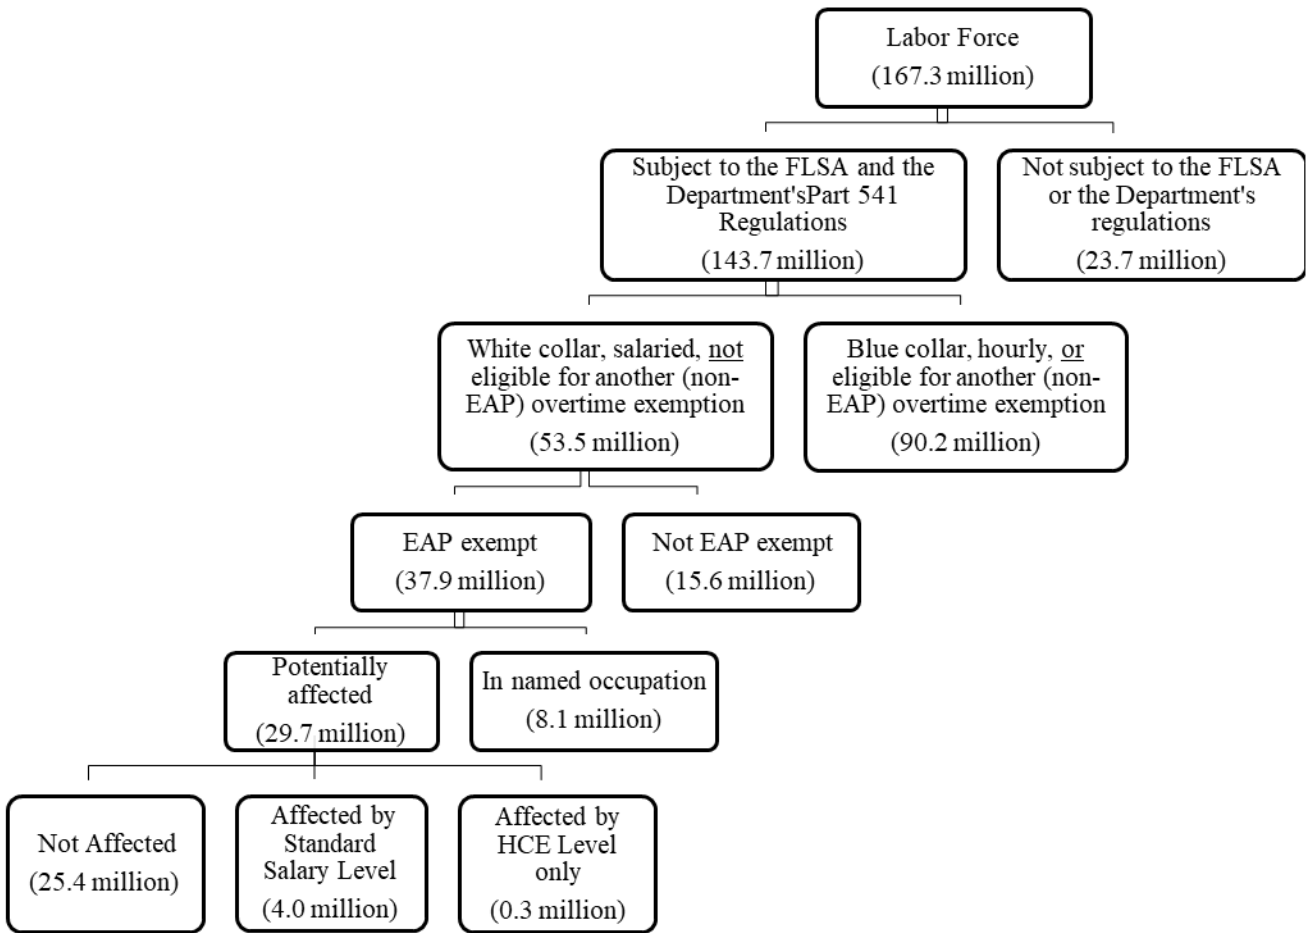 Labor Force
(167.3 million)
Subject to the FLSA and the
Department'sPart 541
Regulations
(143.7 million)
Not subject to the FLSA
or the Department's
regulations
(23.7 million)
White collar, salaried, not
eligible for another (non-
EAP) overtime exemption
(53.5 million)
Blue collar, hourly, or
eligible for another (non-
EAP) overtime exemption
(90.2 million)
EAP exempt
(37.9 million)
Not EAP exempt
(15.6 million)
Potentially
affected
(29.7 million)
In named occupation
(8.1 million)
Not Affected
(25.4 million)
Affected by
Standard
Salary Level
(4.0 million)
Affected by
HCE Level
only
(0.3 million)